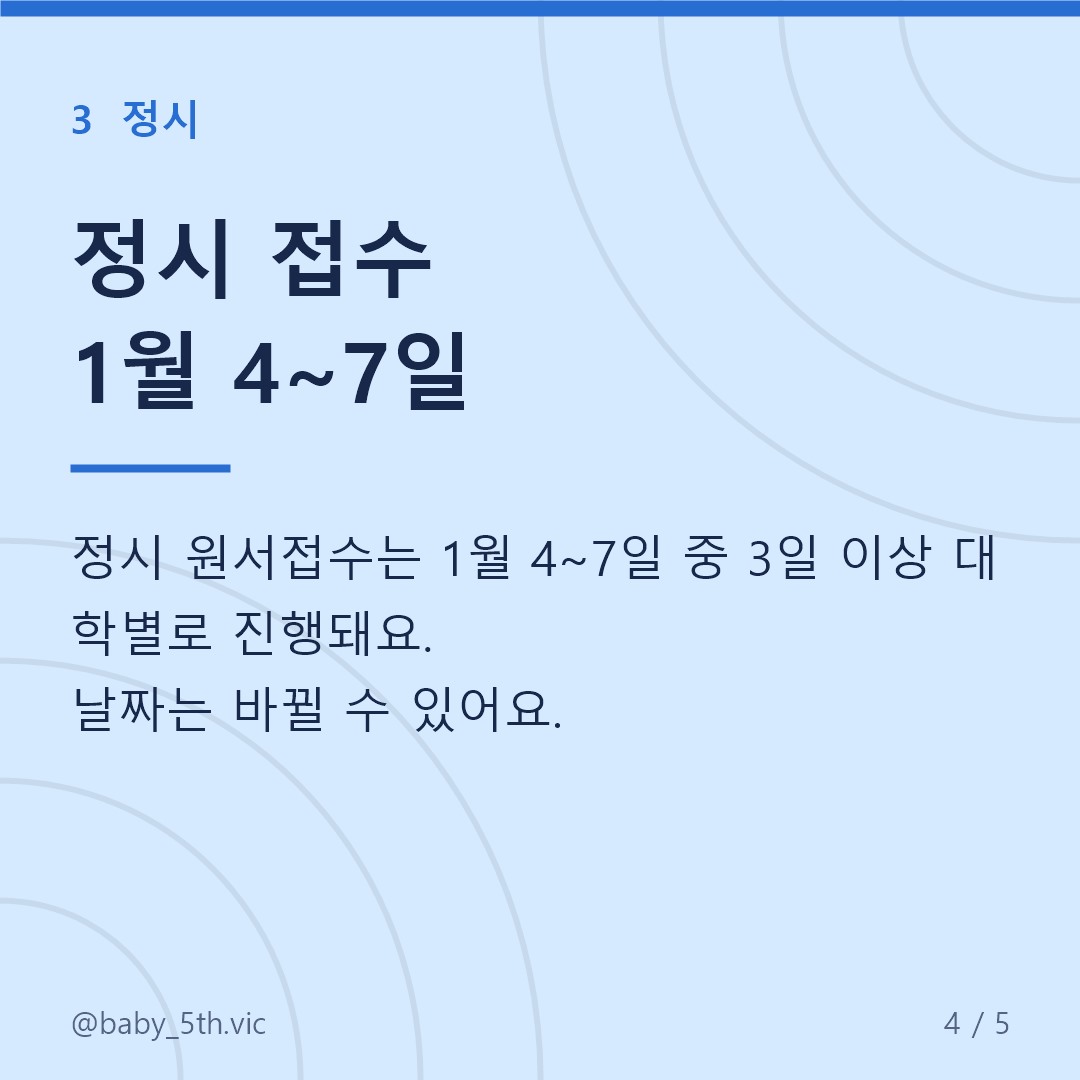 3 정시
정시 접수
1월 4~7일
정시 원서접수는 1월 4~7일 중 3일 이상 대
학별로 진행돼요.
날짜는 바뀔 수 있어요.
@baby_5th.vic
4 / 5